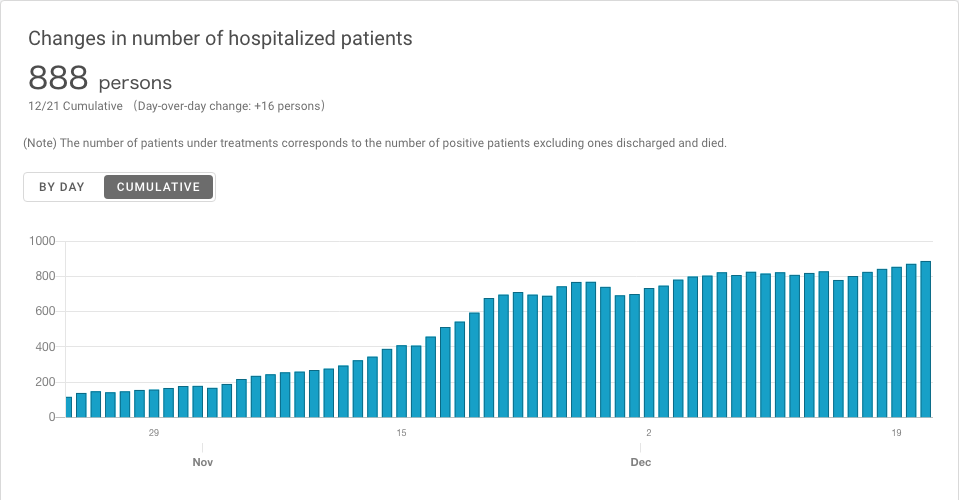 Changes in number of hospitalized patients
888 persons
12/21 Cumulative （Day-over-day change: +16 persons）
(Note) The number of patients under treatments corresponds to the number of positive patients excluding ones discharged and died.
BY DAY CUMULATIVE
1000
800
600
400
200
0
29 15 2 19
Nov Dec